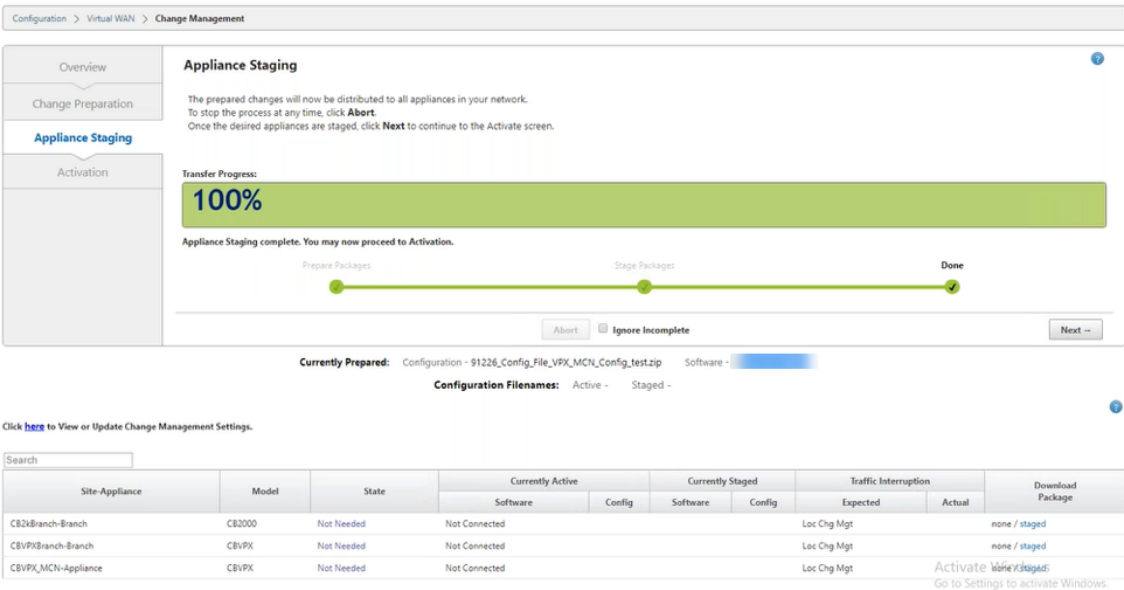 Configuration > Virtual WAN > Change Management
Overview
Change Preparation
Appliance Staging
Activation
Appliance Staging
?
The prepared changes will now be distributed to all appliances in your network.
To stop the process at any time, click Abort.
Once the desired appliances are staged, click Next to continue to the Activate screen.
Transfer Progress:
100%
Appliance Staging complete. You may now proceed to Activation.
Prepare Packages Stage Packages Done
Abort Ignore Incomplete Next →
Currently Prepared: Configuration - 91226_Config_File_VPX_MCN_Config_test.zip Software -
Configuration Filenames: Active - Staged -
?
Click here to View or Update Change Management Settings.
Search
Site-Appliance Model State Currently Active Currently Staged Traffic Interruption Download Package
Software Config Software Config Expected Actual
CB2kBranch-Branch CB2000 Not Needed Not Connected Loc Chg Mgt none / staged
CBVPXBranch-Branch CBVPX Not Needed Not Connected Loc Chg Mgt none / staged
CBVPX_MCN-Appliance CBVPX Not Needed Not Connected Loc Chg Mgt none / staged
Activate Windows
Go to Settings to activate Windows.